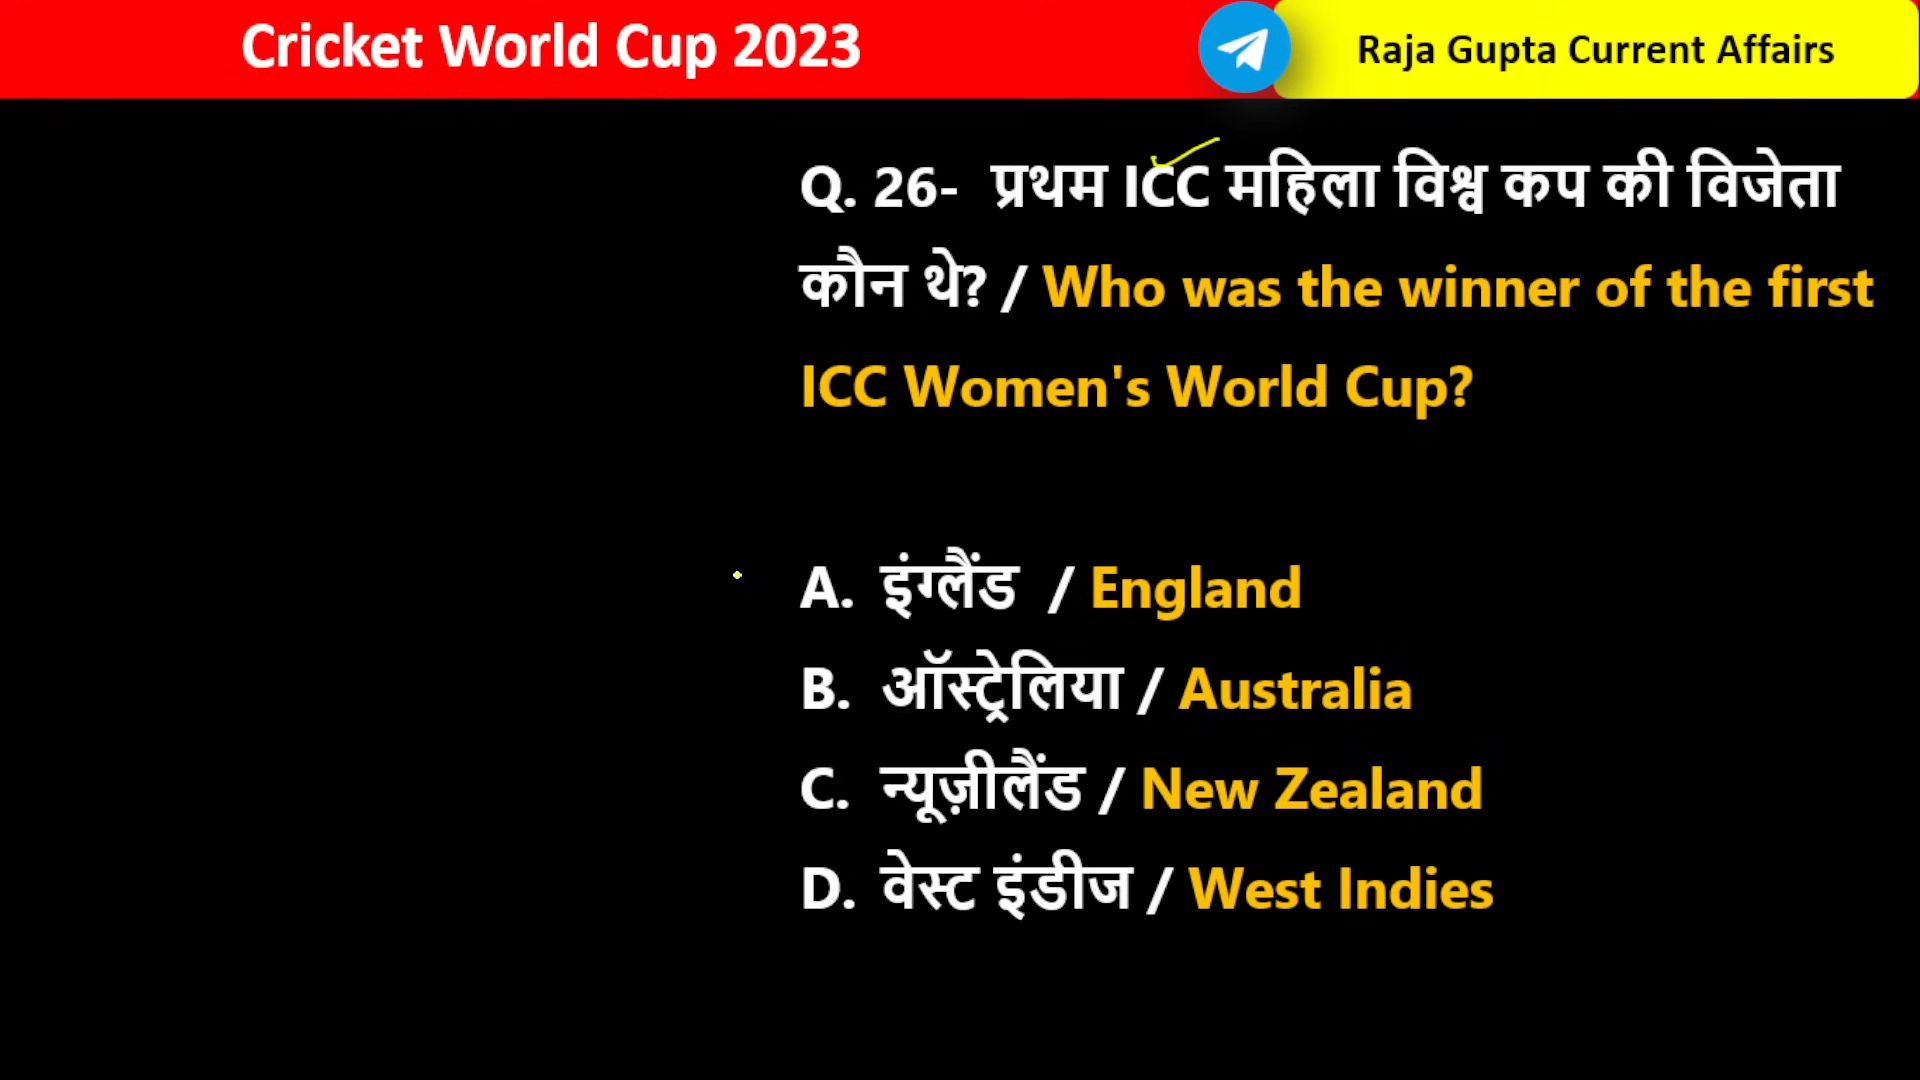 Cricket World Cup 2023
Raja Gupta Current Affairs
Q. 26- प्रथम ICC महिला विश्व कप की विजेता
कौन थे? / Who was the winner of the first
ICC Women's World Cup?
A. इंग्लैंड / England
B. ऑस्ट्रेलिया / Australia
C. न्यूज़ीलैंड / New Zealand
D. वेस्ट इंडीज / West Indies